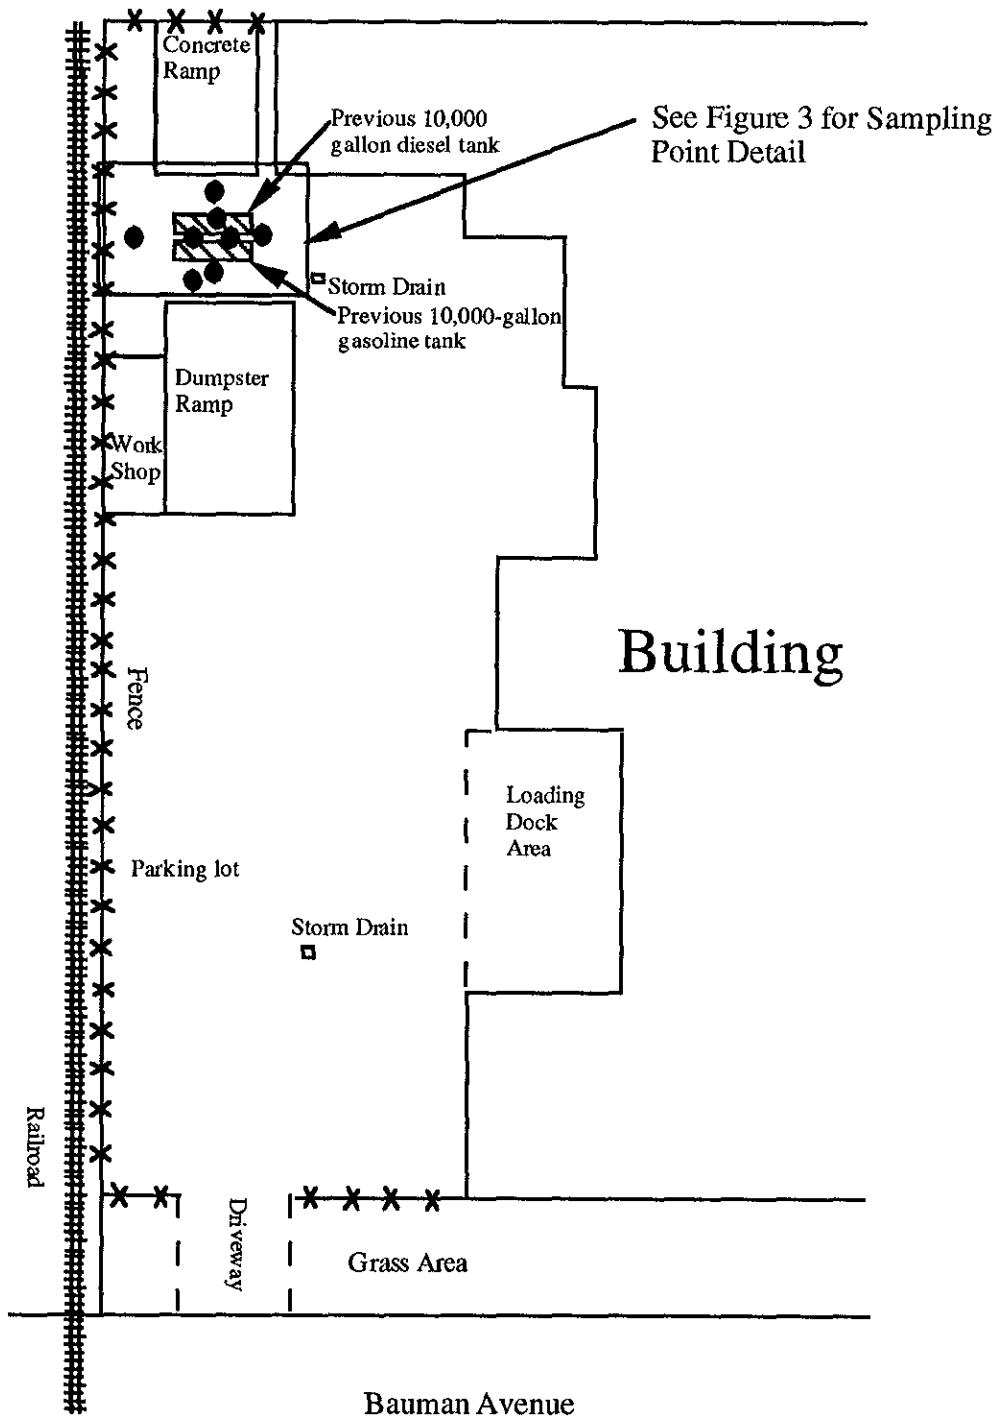 Concrete
Ramp
Previous 10,000
gallon diesel tank
See Figure 3 for Sampling
Point Detail
Storm Drain
Previous 10,000-gallon
gasoline tank
Dumpster
Ramp
Work
Shop
Fence
Building
Loading
Dock
Area
Parking lot
Storm Drain
Railroad
Driveway
Grass Area
Bauman Avenue